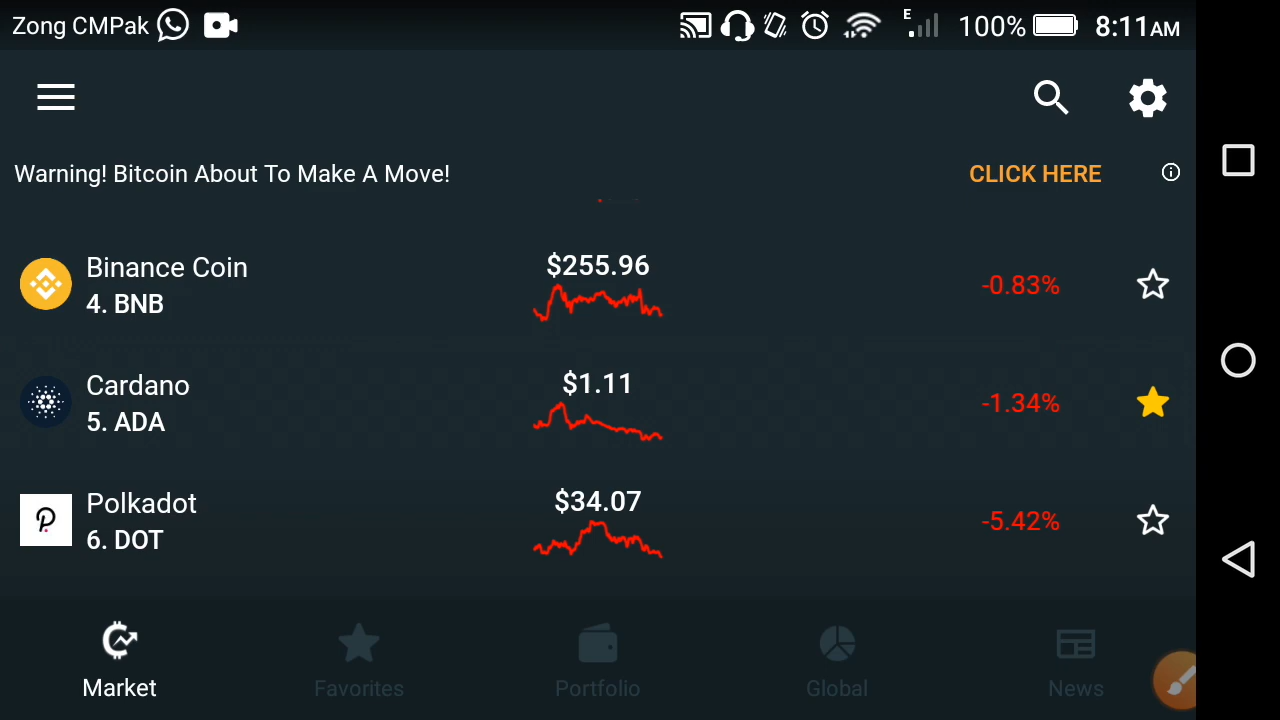 Zong CMPak
E
100%
8:11 AM
Warning! Bitcoin About To Make A Move!
CLICK HERE
Binance Coin
4. BNB
$255.96
-0.83%
Cardano
5. ADA
$1.11
-1.34%
Polkadot
6. DOT
$34.07
-5.42%
Market
Favorites
Portfolio
Global
News